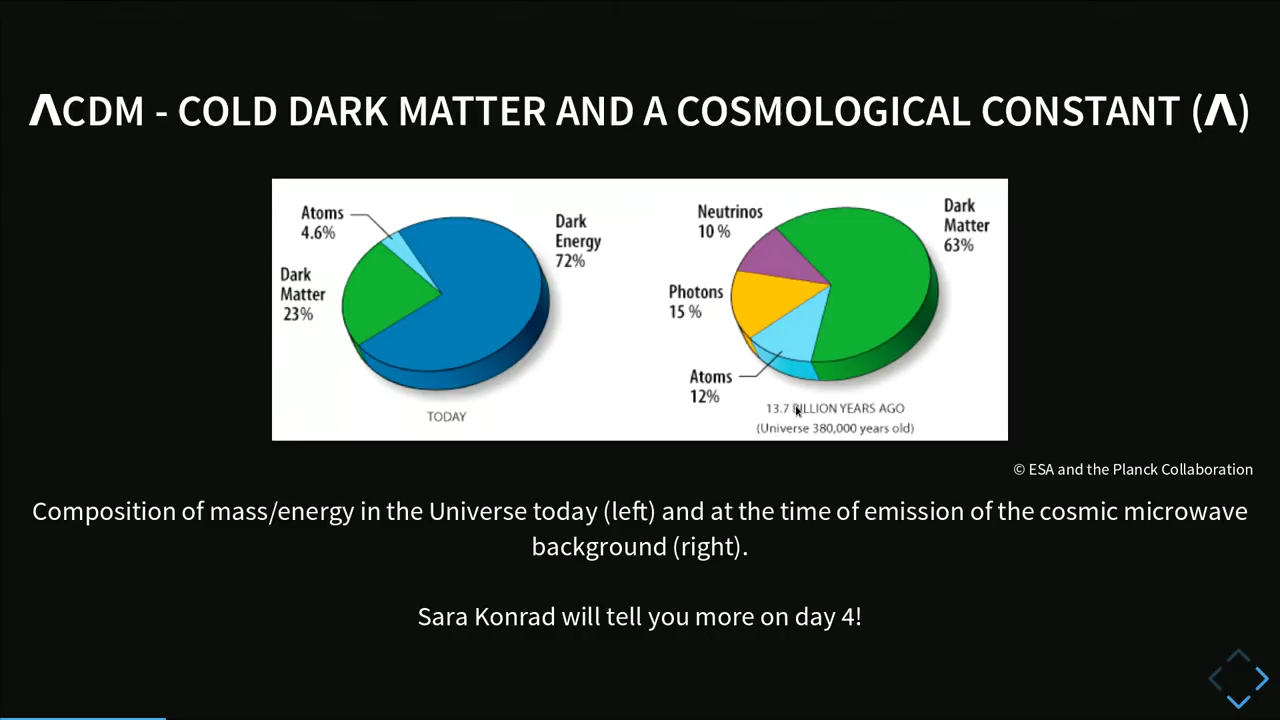 ΛCDM - COLD DARK MATTER AND A COSMOLOGICAL CONSTANT (Λ)
Atoms
4.6%
Dark
Energy
72%
Dark
Matter
23%
TODAY
Neutrinos
10 %
Dark
Matter
63%
Photons
15 %
Atoms
12%
13.7 BILLION YEARS AGO
(Universe 380,000 years old)
© ESA and the Planck Collaboration
Composition of mass/energy in the Universe today (left) and at the time of emission of the cosmic microwave
background (right).
Sara Konrad will tell you more on day 4!